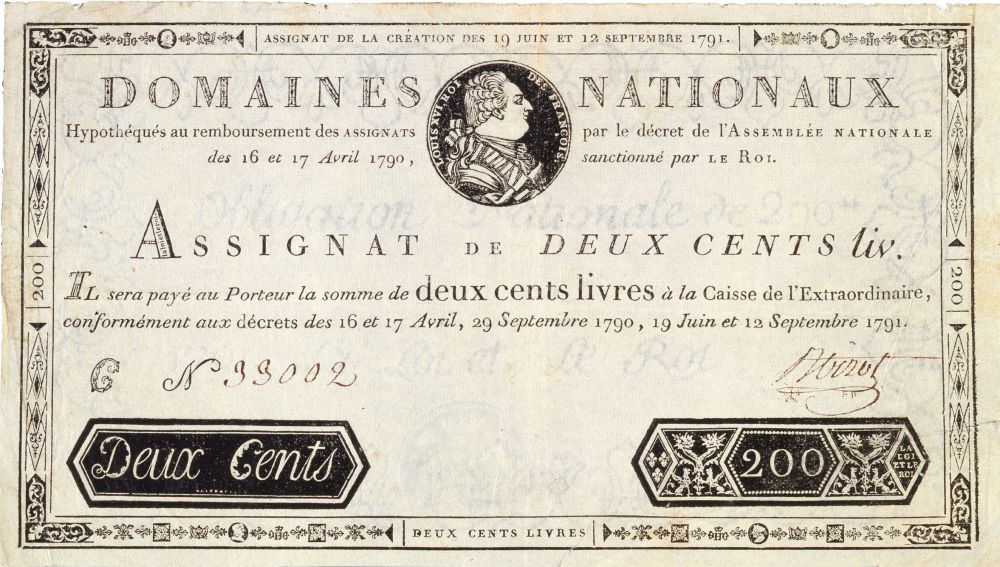 ASSIGNAT DE LA CRÉATION DES 19 JUIN ET 12 SEPTEMBRE 1791.
DOMAINES NATIONAUX
LOUIS XVI ROI DES FRANÇOIS.
Hypothéqués au remboursement des ASSIGNATS par le décret de l'ASSEMBLÉE NATIONALE
des 16 et 17 Avril 1790, sanctionné par LE ROI.
ASSIGNAT DE DEUX CENTS liv.
IL sera payé au Porteur la somme de deux cents livres à la Caisse de l'Extraordinaire,
conformément aux décrets des 16 et 17 Avril, 29 Septembre 1790, 19 Juin et 12 Septembre 1791.
200
200
G N 33002
Deux Cents
200
LA LOI ET LE ROI
DEUX CENTS LIVRES
Obligation Nationale de 200
La Loi et le Roi